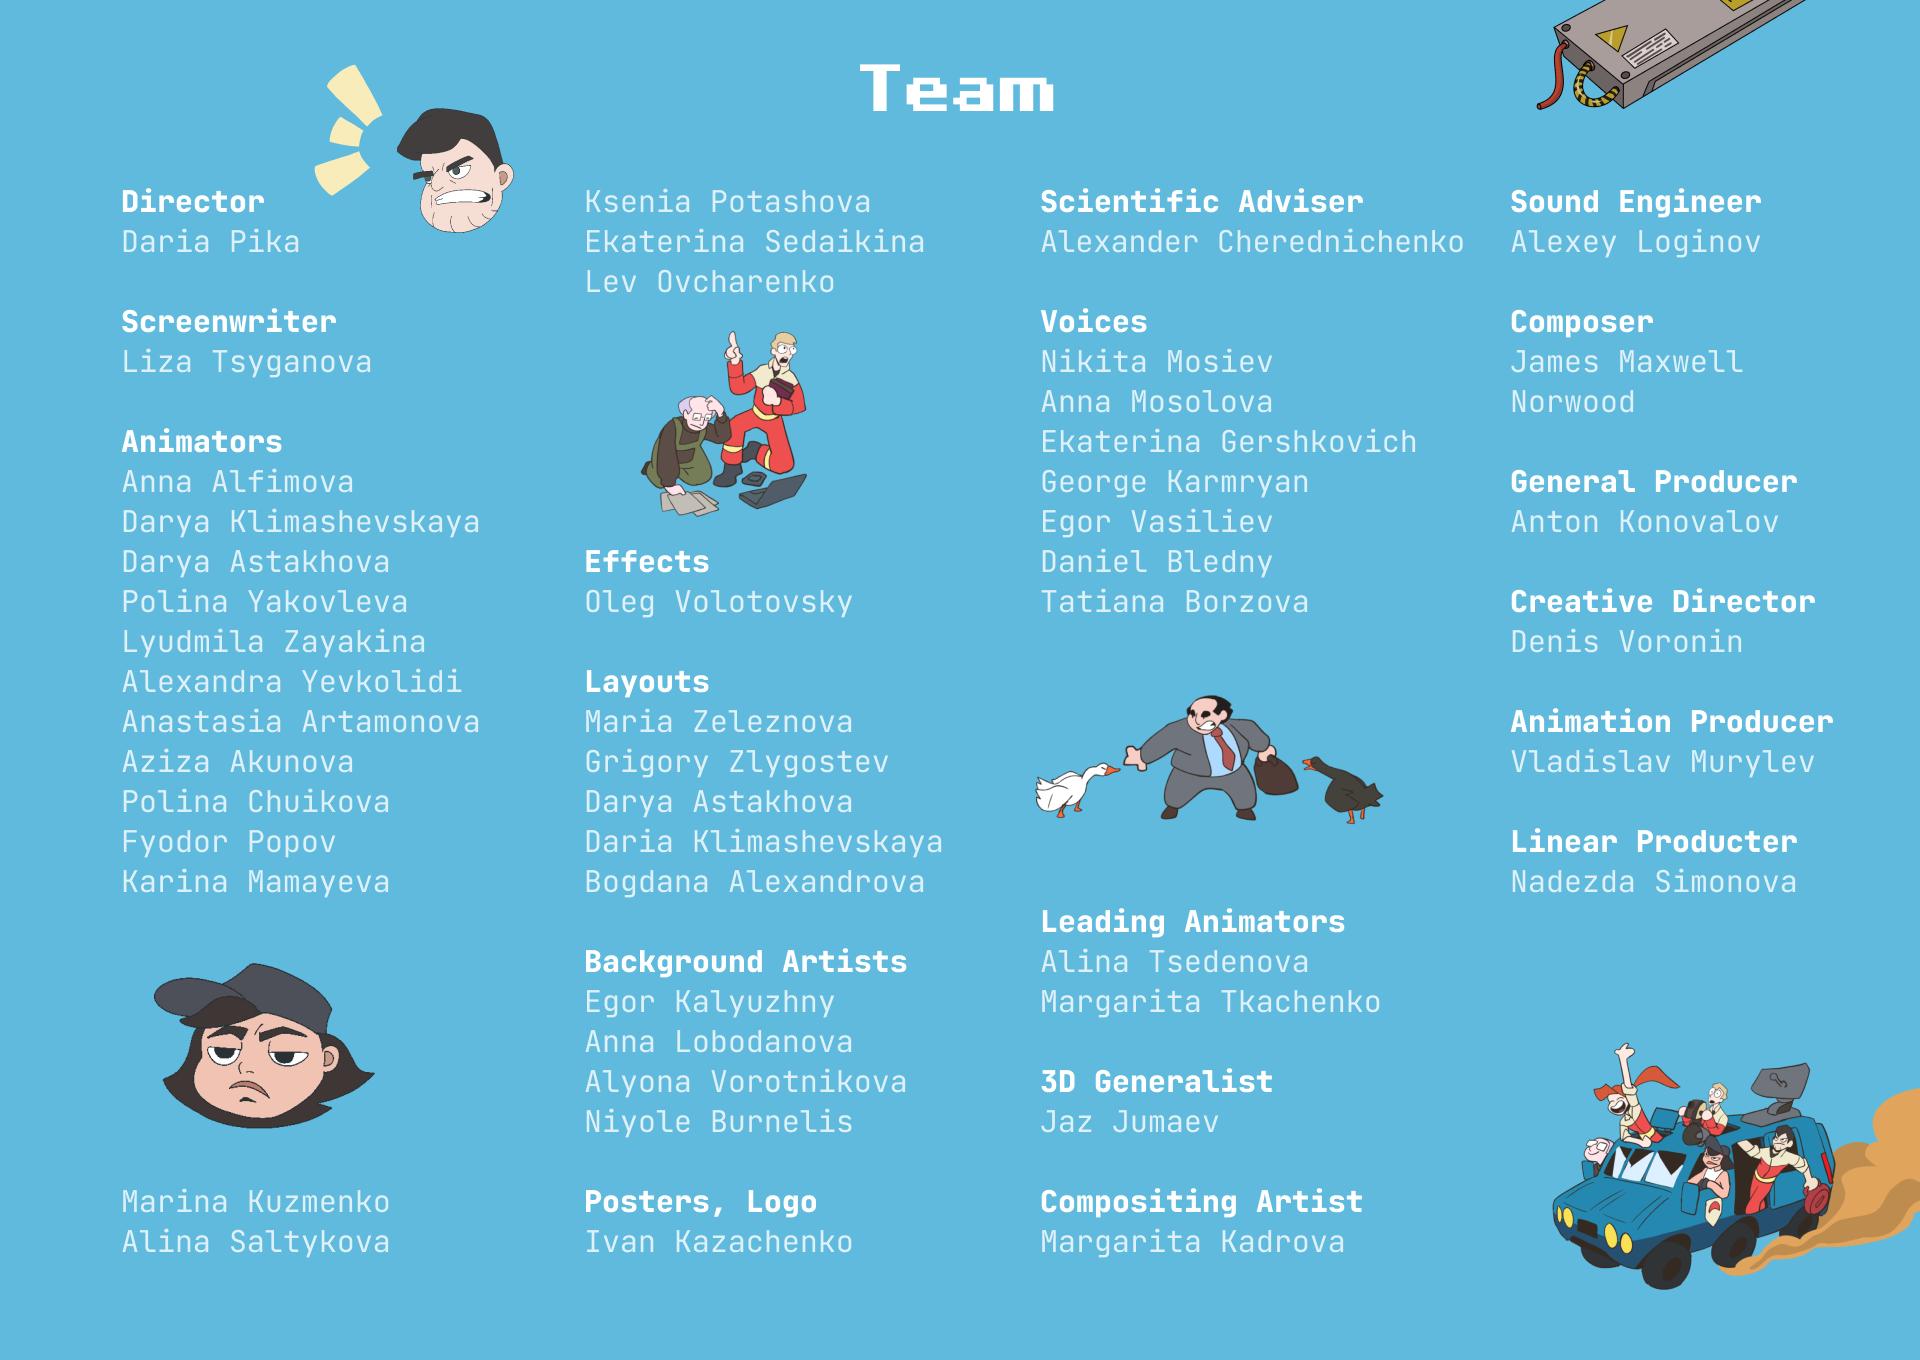 Team
Director
Daria Pika
Screenwriter
Liza Tsyganova
Animators
Anna Alfimova
Darya Klimashevskaya
Darya Astakhova
Polina Yakovleva
Lyudmila Zayakina
Alexandra Yevkolidi
Anastasia Artamonova
Aziza Akunova
Polina Chuikova
Fyodor Popov
Karina Mamayeva
Marina Kuzmenko
Alina Saltykova
Ksenia Potashova
Ekaterina Sedaikina
Lev Ovcharenko
Effects
Oleg Volotovsky
Layouts
Maria Zeleznova
Grigory Zlygostev
Darya Astakhova
Daria Klimashevskaya
Bogdana Alexandrova
Background Artists
Egor Kalyuzhny
Anna Lobodanova
Alyona Vorotnikova
Niyole Burnelis
Posters, Logo
Ivan Kazachenko
Scientific Adviser
Alexander Cherednichenko
Voices
Nikita Mosiev
Anna Mosolova
Ekaterina Gershkovich
George Karmryan
Egor Vasiliev
Daniel Bledny
Tatiana Borzova
Leading Animators
Alina Tsedenova
Margarita Tkachenko
3D Generalist
Jaz Jumaev
Compositing Artist
Margarita Kadrova
Sound Engineer
Alexey Loginov
Composer
James Maxwell
Norwood
General Producer
Anton Konovalov
Creative Director
Denis Voronin
Animation Producer
Vladislav Murylev
Linear Producter
Nadezda Simonova